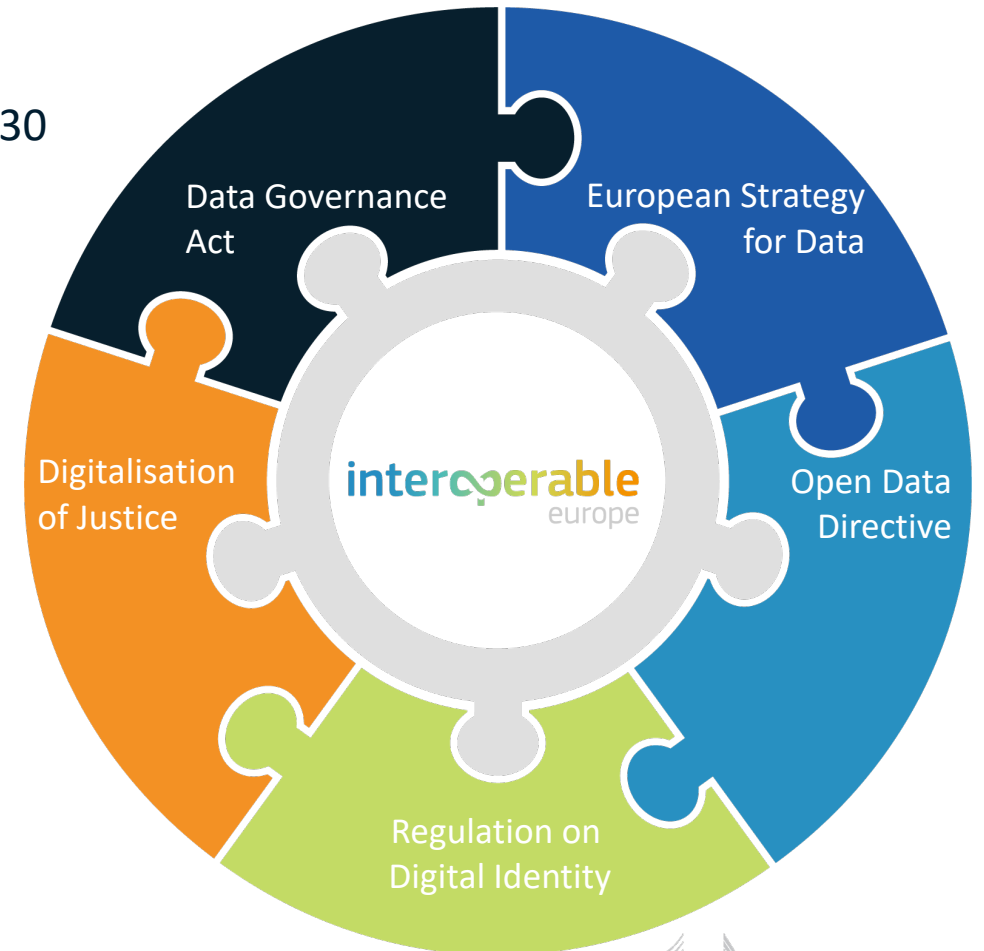 30
Data Governance
Act
European Strategy
for Data
Digitalisation
of Justice
interoperable
europe
Open Data
Directive
Regulation on
Digital Identity